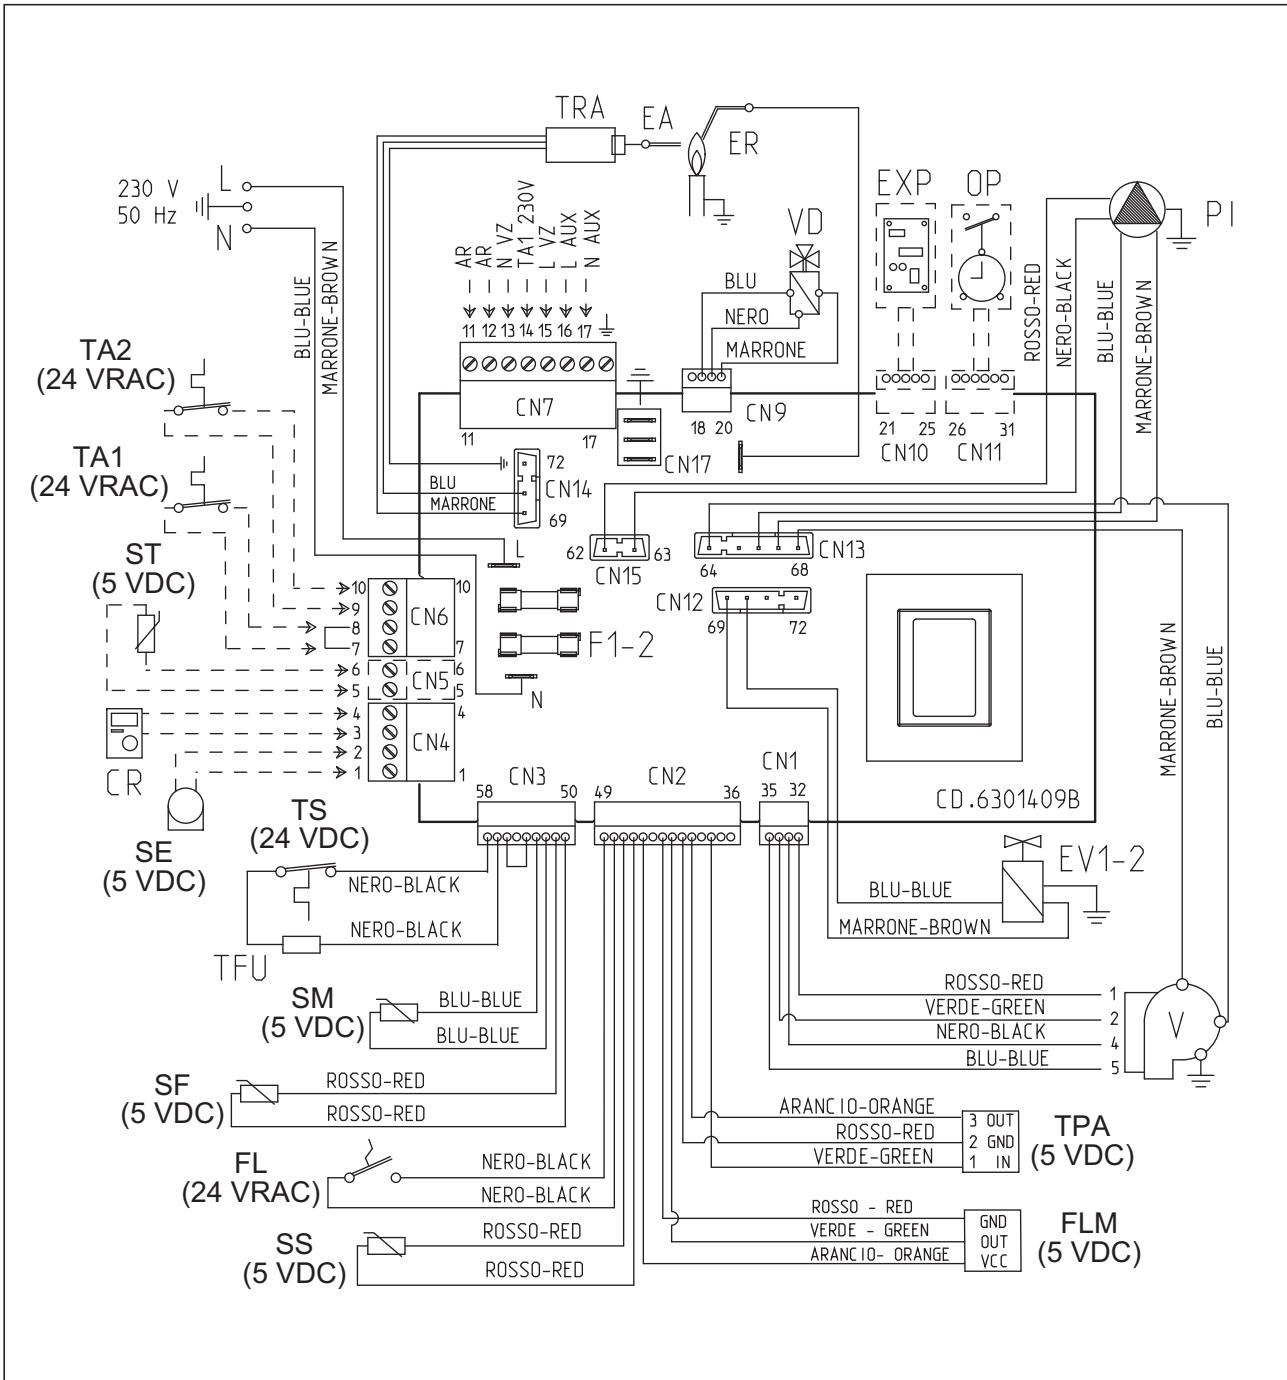 TRA
EA
ER
230 V
50 Hz
L
N
BLU-BLUE
MARRONE-BROWN
AR
AR
N VZ
TA1 230V
L VZ
L AUX
N AUX
11 12 13 14 15 16 17
CN7
11 17
EXP
OP
PI
VD
BLU
NERO
MARRONE
ROSSO-RED
NERO-BLACK
BLU-BLUE
MARRONE-BROWN
18 20
CN9
21 25
CN10
26 31
CN11
CN17
TA2
(24 VRAC)
TA1
(24 VRAC)
ST
(5 VDC)
72
CN14
69
BLU
MARRONE
62 63
CN15
L
64 68
CN13
CN12
69 72
F1-2
N
10
9
8
7
6
5
4
3
2
1
10
CN6
7
6
CN5
5
4
CN4
1
CR
SE
(5 VDC)
MARRONE-BROWN
BLU-BLUE
CN3
58 50
CN2
49 36
CN1
35 32
CD.6301409B
TS
(24 VDC)
NERO-BLACK
NERO-BLACK
TFU
EV1-2
BLU-BLUE
MARRONE-BROWN
SM
(5 VDC)
BLU-BLUE
BLU-BLUE
ROSSO-RED
VERDE-GREEN
NERO-BLACK
BLU-BLUE
1
2
4
5
V
SF
(5 VDC)
ROSSO-RED
ROSSO-RED
ARANCIO-ORANGE
ROSSO-RED
VERDE-GREEN
3 OUT
2 GND
1 IN
TPA
(5 VDC)
FL
(24 VRAC)
NERO-BLACK
NERO-BLACK
ROSSO - RED
VERDE - GREEN
ARANCIO- ORANGE
GND
OUT
VCC
FLM
(5 VDC)
SS
(5 VDC)
ROSSO-RED
ROSSO-RED